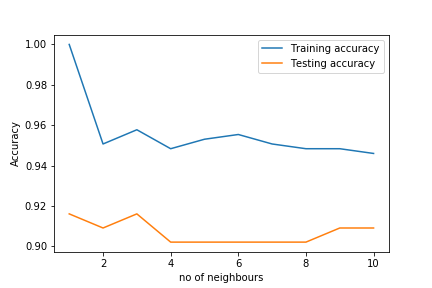 1.00
0.98
0.96
0.94
0.92
0.90
Accuracy
Training accuracy
Testing accuracy
2 4 6 8 10
no of neighbours